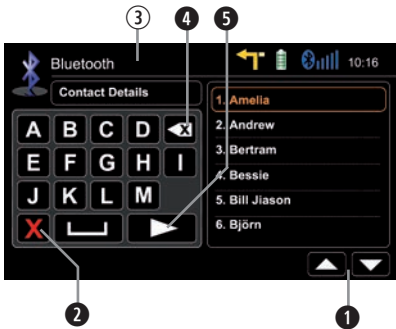 3 4 5
Bluetooth 10:16
Contact Details
A B C D
E F G H I
J K L M
X
1. Amelia
2. Andrew
3. Bertram
4. Bessie
5. Bill Jiason
6. Björn
2 1